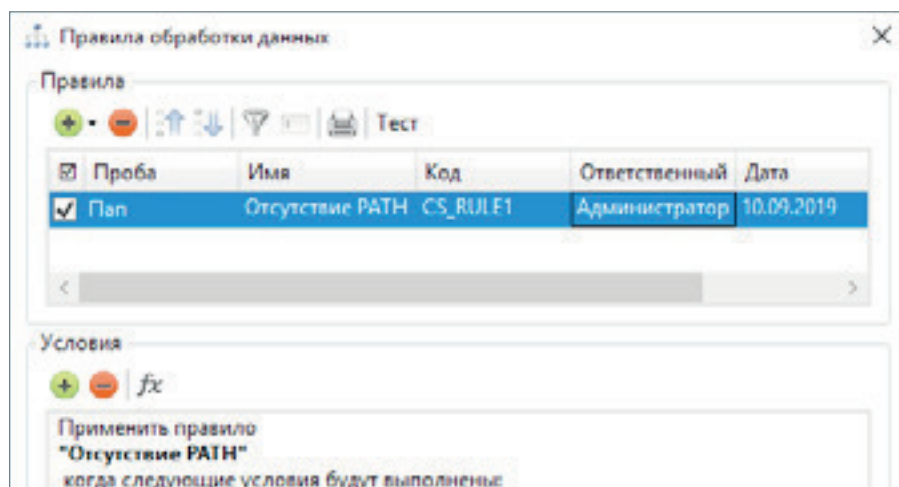 Правила обработки данных
Правила
Тест
Проба Имя Код Ответственный Дата
Пап Отсутствие PATH CS_RULE1 Администратор 10.09.2019
Условия
fx
Применить правило
"Отсутствие PATH"
когда следующие условия будут выполнены: